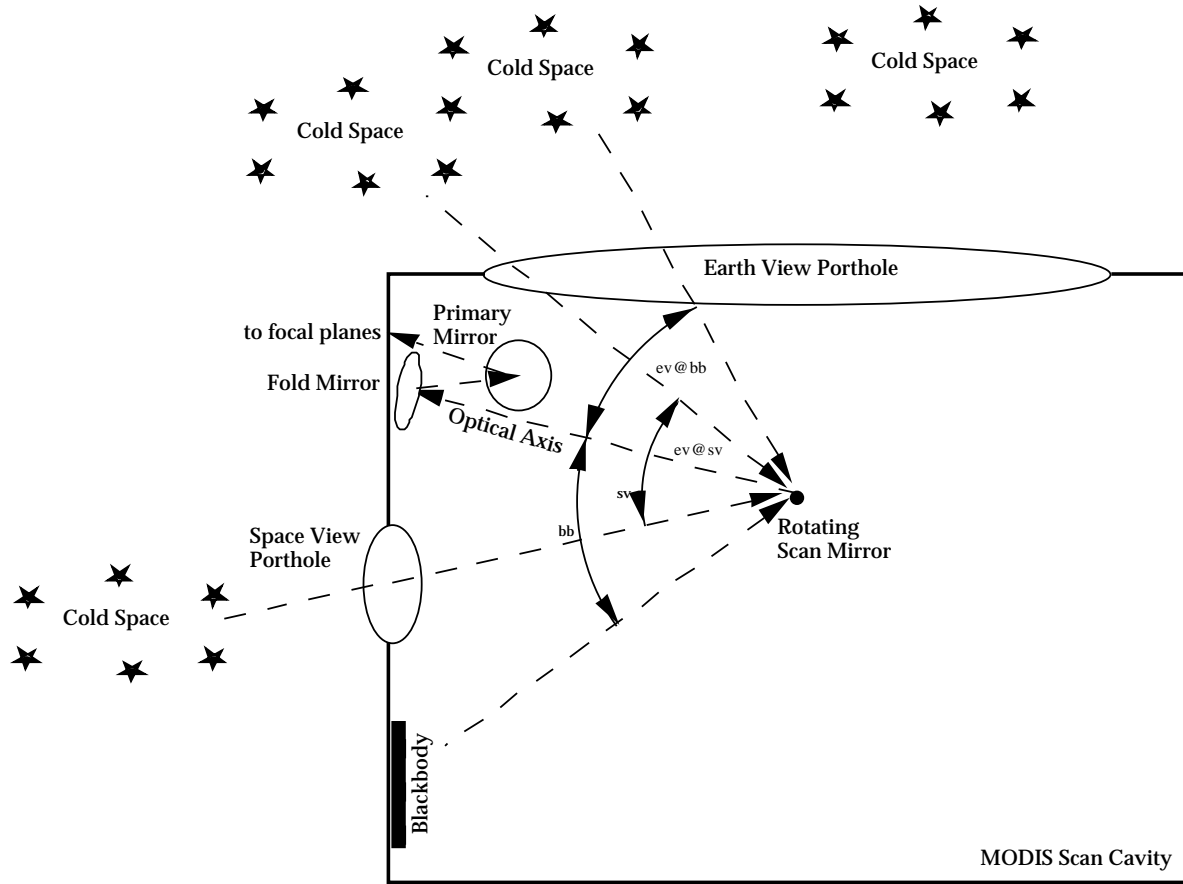 Cold Space
Cold Space
Cold Space
Earth View Porthole
Primary
Mirror
to focal planes
Fold Mirror
ev@bb
Optical Axis
ev@sv
sv
bb
Rotating
Scan Mirror
Space View
Porthole
Cold Space
Blackbody
MODIS Scan Cavity